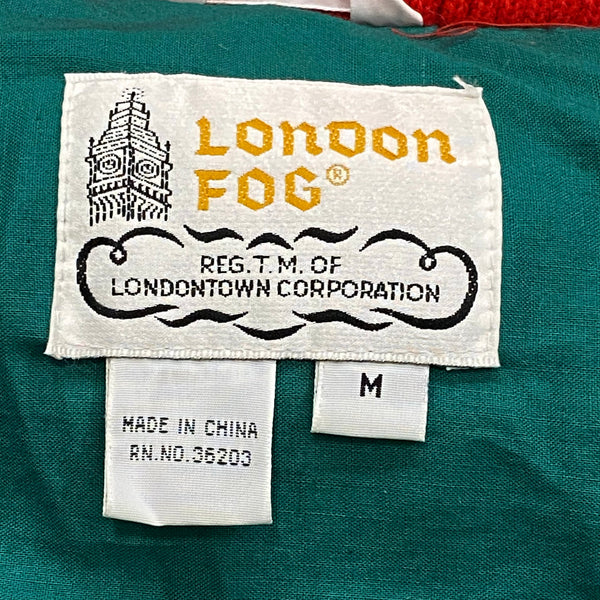 LONDON
FOG®
REG.T.M. OF
LONDONTOWN CORPORATION
M
MADE IN CHINA
RN.NO.36203